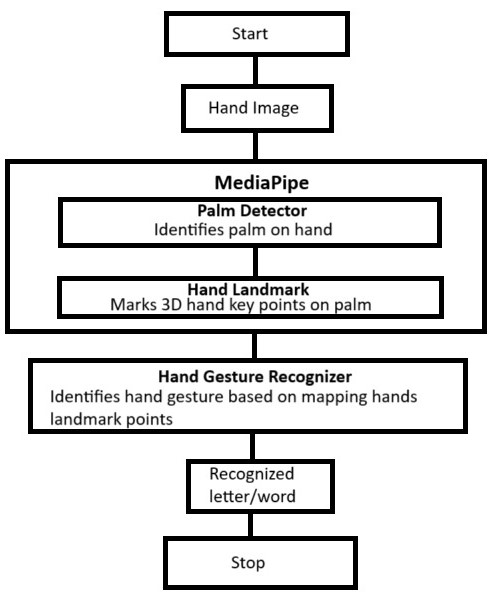 Start
Hand Image
MediaPipe
Palm Detector
Identifies palm on hand
Hand Landmark
Marks 3D hand key points on palm
Hand Gesture Recognizer
Identifies hand gesture based on mapping hands
landmark points
Recognized
letter/word
Stop